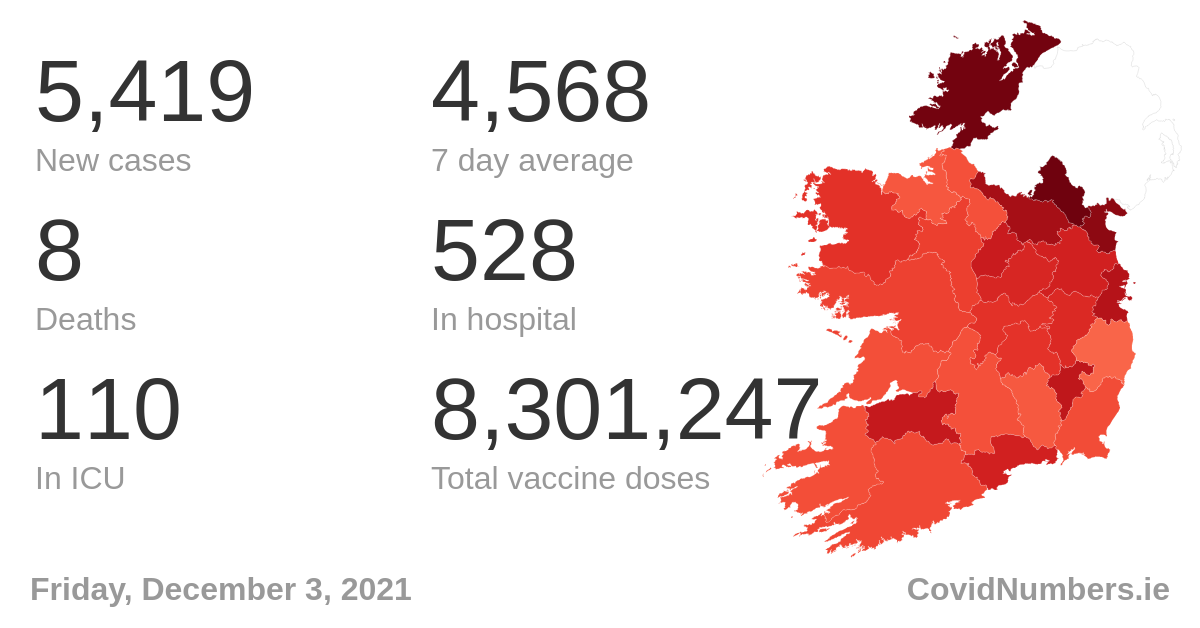 5,419
4,568
New cases
7 day average
8
528
Deaths
In hospital
110
8,301,247
In ICU
Total vaccine doses
Friday, December 3, 2021
CovidNumbers.ie